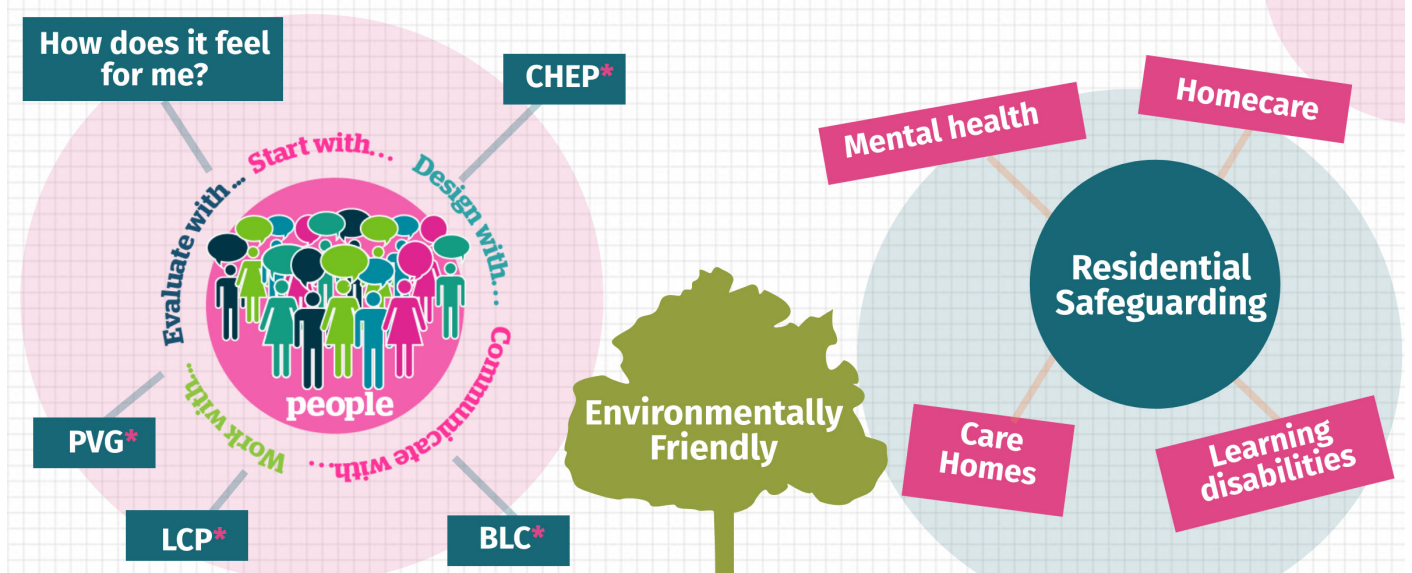 How does it feel
for me?
CHEP*
Start with...
Design with...
Communicate with...
Work with...
Evaluate with...
people
PVG*
LCP*
BLC*
Environmentally
Friendly
Mental health
Homecare
Residential
Safeguarding
Care
Homes
Learning
disabilities